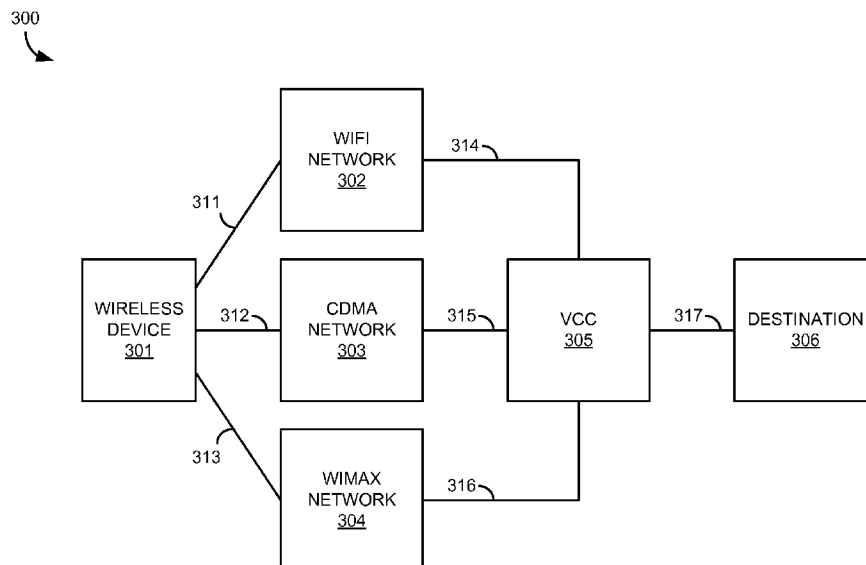 300
WIFI
NETWORK
302
314
311
WIRELESS
DEVICE
301
312
CDMA
NETWORK
303
315
VCC
305
317
DESTINATION
306
313
WIMAX
NETWORK
304
316